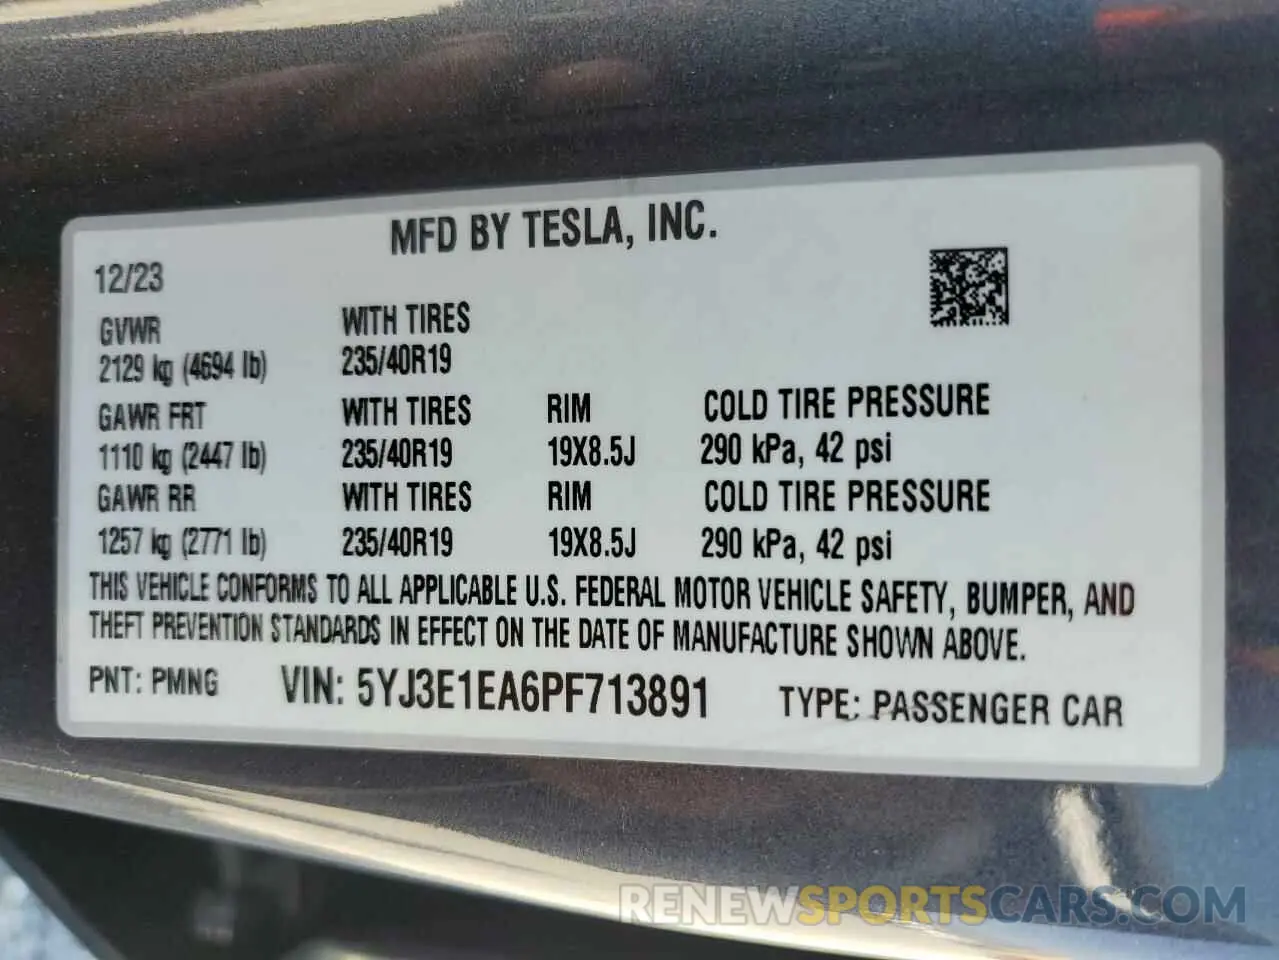 MFD BY TESLA, INC.
12/23
GVWR WITH TIRES
2129 kg (4694 lb) 235/40R19
GAWR FRT WITH TIRES RIM COLD TIRE PRESSURE
1110 kg (2447 lb) 235/40R19 19X8.5J 290 kPa, 42 psi
GAWR RR WITH TIRES RIM COLD TIRE PRESSURE
1257 kg (2771 lb) 235/40R19 19X8.5J 290 kPa, 42 psi
THIS VEHICLE CONFORMS TO ALL APPLICABLE U.S. FEDERAL MOTOR VEHICLE SAFETY, BUMPER, AND
THEFT PREVENTION STANDARDS IN EFFECT ON THE DATE OF MANUFACTURE SHOWN ABOVE.
PNT: PMNG VIN: 5YJ3E1EA6PF713891 TYPE: PASSENGER CAR
RENEWSPORTSCARS.COM